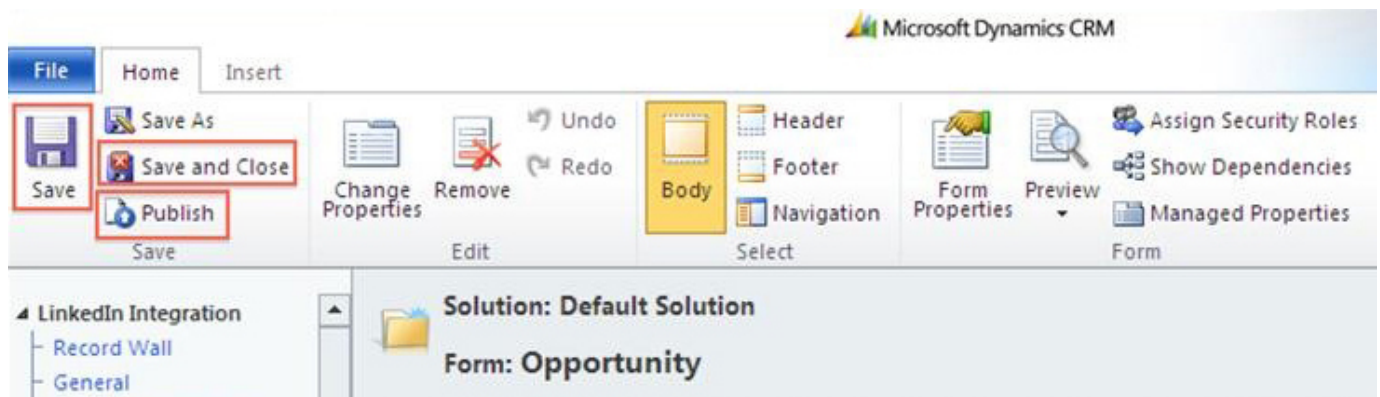 Microsoft Dynamics CRM
File Home Insert
Save
Save As
Save and Close
Publish
Save
Change Properties
Remove
Undo
Redo
Edit
Body
Header
Footer
Navigation
Select
Form Properties
Preview
Assign Security Roles
Show Dependencies
Managed Properties
Form
LinkedIn Integration
Record Wall
General
Solution: Default Solution
Form: Opportunity